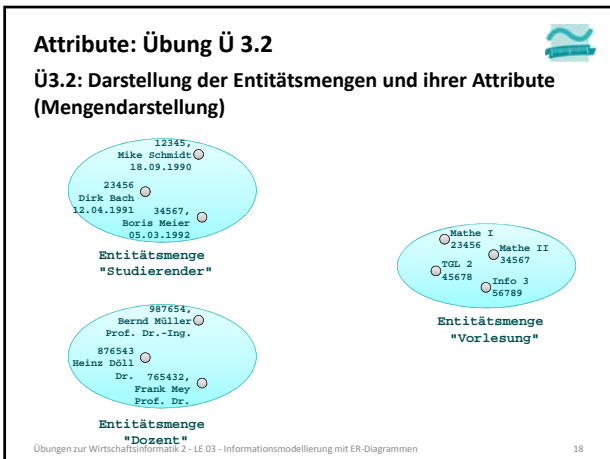 Attribute: Übung Ü 3.2
Ü3.2: Darstellung der Entitätsmengen und ihrer Attribute
(Mengendarstellung)
12345,
Mike Schmidt
18.09.1990
23456
Dirk Bach
12.04.1991
34567,
Boris Meier
05.03.1992
Entitätsmenge
"Studierender"
Mathe I
23456
Mathe II
34567
TGL 2
45678
Info 3
56789
Entitätsmenge
"Vorlesung"
987654,
Bernd Müller
Prof. Dr.-Ing.
876543
Heinz Döll
Dr.
765432,
Frank Mey
Prof. Dr.
Entitätsmenge
"Dozent"
Übungen zur Wirtschaftsinformatik 2 - LE 03 - Informationsmodellierung mit ER-Diagrammen
18